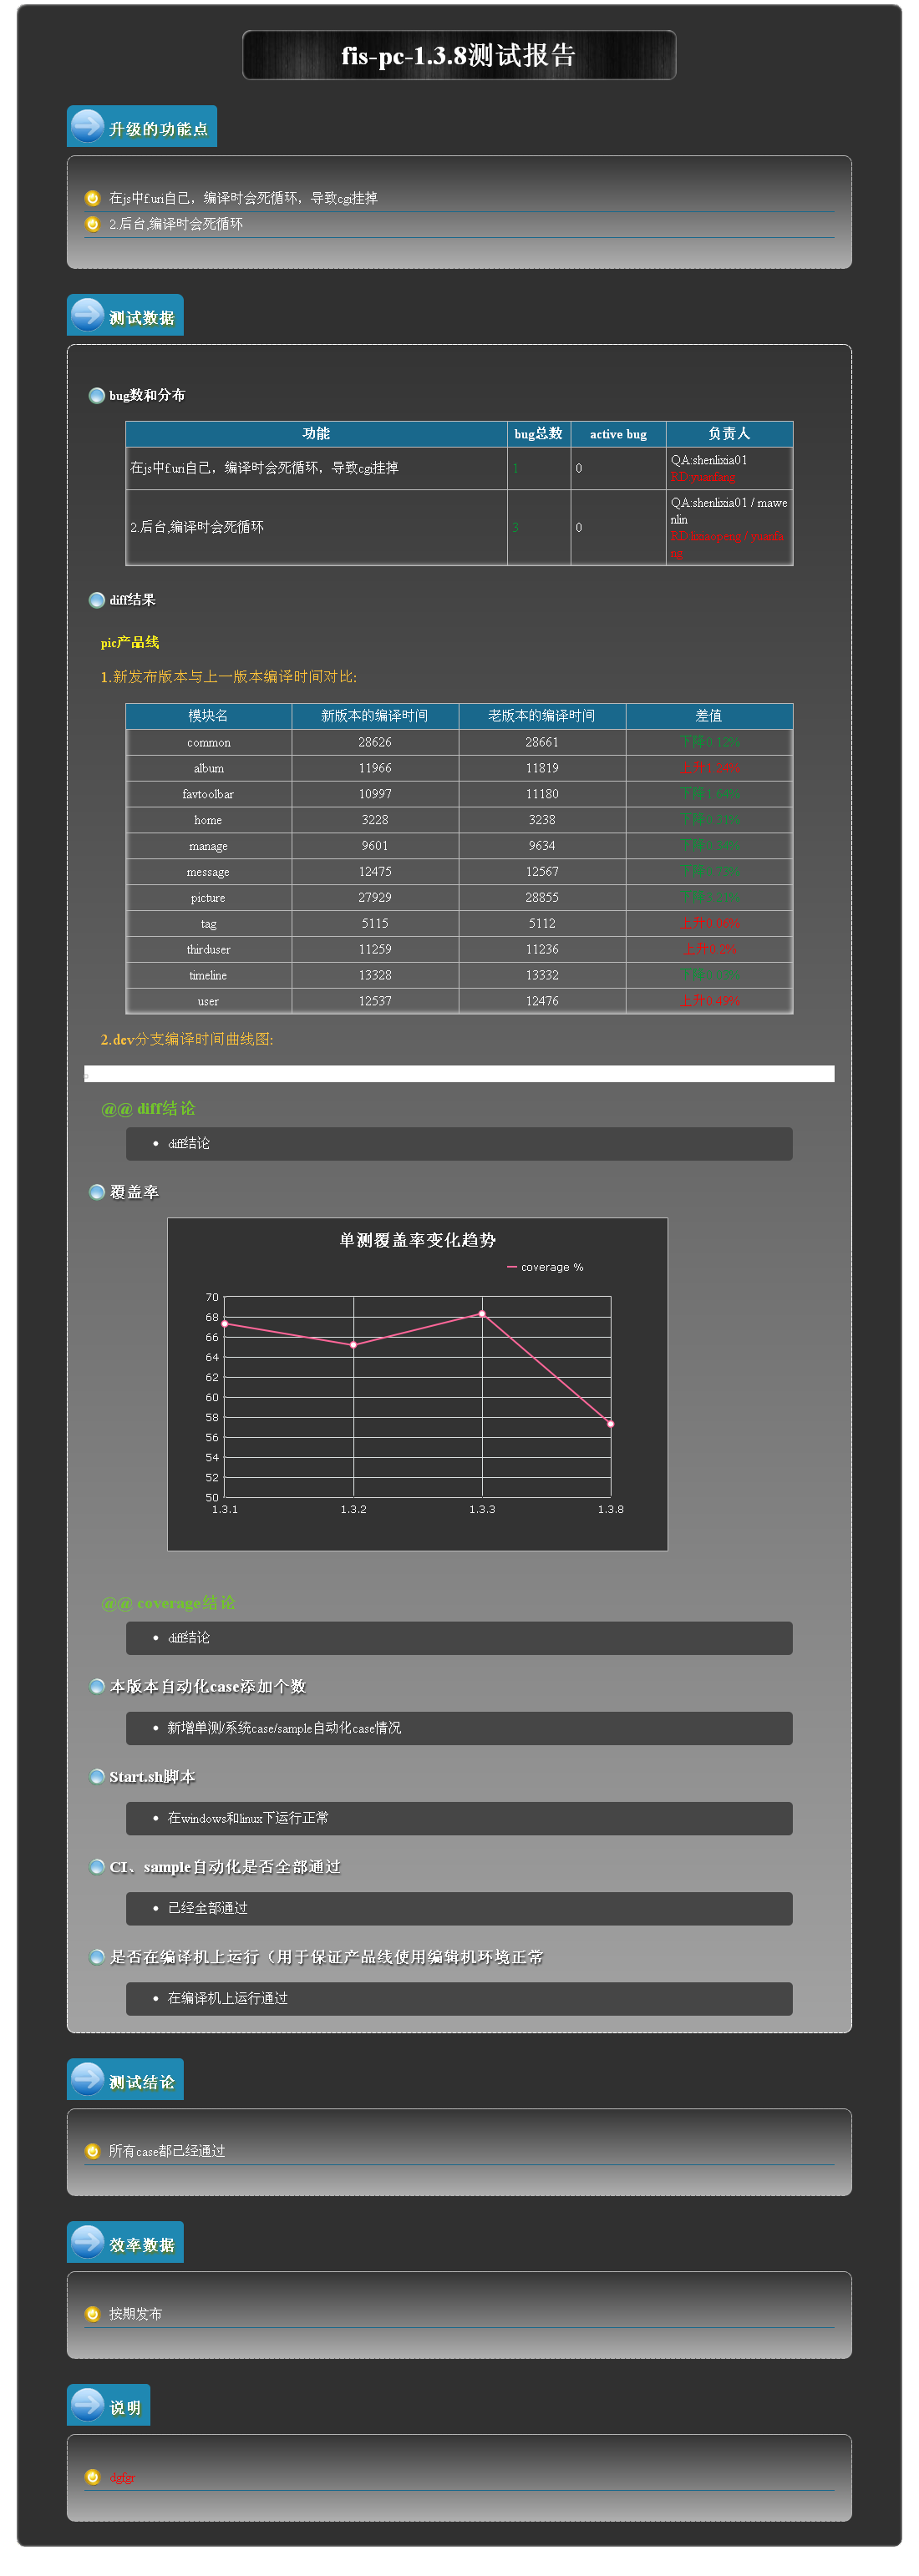 fis-pc-1.3.8测试报告
升级的功能点
在js中f.uri自己，编译时会死循环，导致cgi挂掉
2.后台,编译时会死循环
测试数据
bug数和分布
功能 bug总数 active bug 负责人
在js中f.uri自己，编译时会死循环，导致cgi挂掉 1 0 QA:shenlixia01
RD:yuanfang
2.后台,编译时会死循环 3 0 QA:shenlixia01 / mawe
nlin
/ yuanfa
ng
diff结果
pic产品线
1.新发布版本与上一版本编译时间对比:
模块名 新版本的编译时间 老版本的编译时间 差值
common 28626 28661 下降0.12%
album 11966 11819 上升
favtoolbar 10997 11180 下降1.64%
home 3228 3238 下降0.31%
manage 9601 9634 下降0.34%
message 12475 12567 下降0.73%
picture 27929 28855 下降3.21%
tag 5115 5112 上升0.06%
thirduser 11259 11236 上升0.2%
timeline 13328 13332 下降
user 12537 12476 上升0.49%
2.dev分支编译时间曲线图:
@@ diff结论
• diff结论
覆盖率
单测覆盖率变化趋势
coverage %
70
68
66
64
62
60
58
56
54
52
50
1.3.1 1.3.2 1.3.3 1.3.8
@@ coverage结论
• diff结论
本版本自动化case添加个数
• 新增单测/系统case/sample自动化case情况
Start.sh脚本
• 在windows和linux下运行正常
CI、sample自动化是否全部通过
• 已经全部通过
是否在编译机上运行（用于保证产品线使用编辑机环境正常
• 在编译机上运行通过
测试结论
所有case都已经通过
效率数据
按期发布
说明
dgfgr